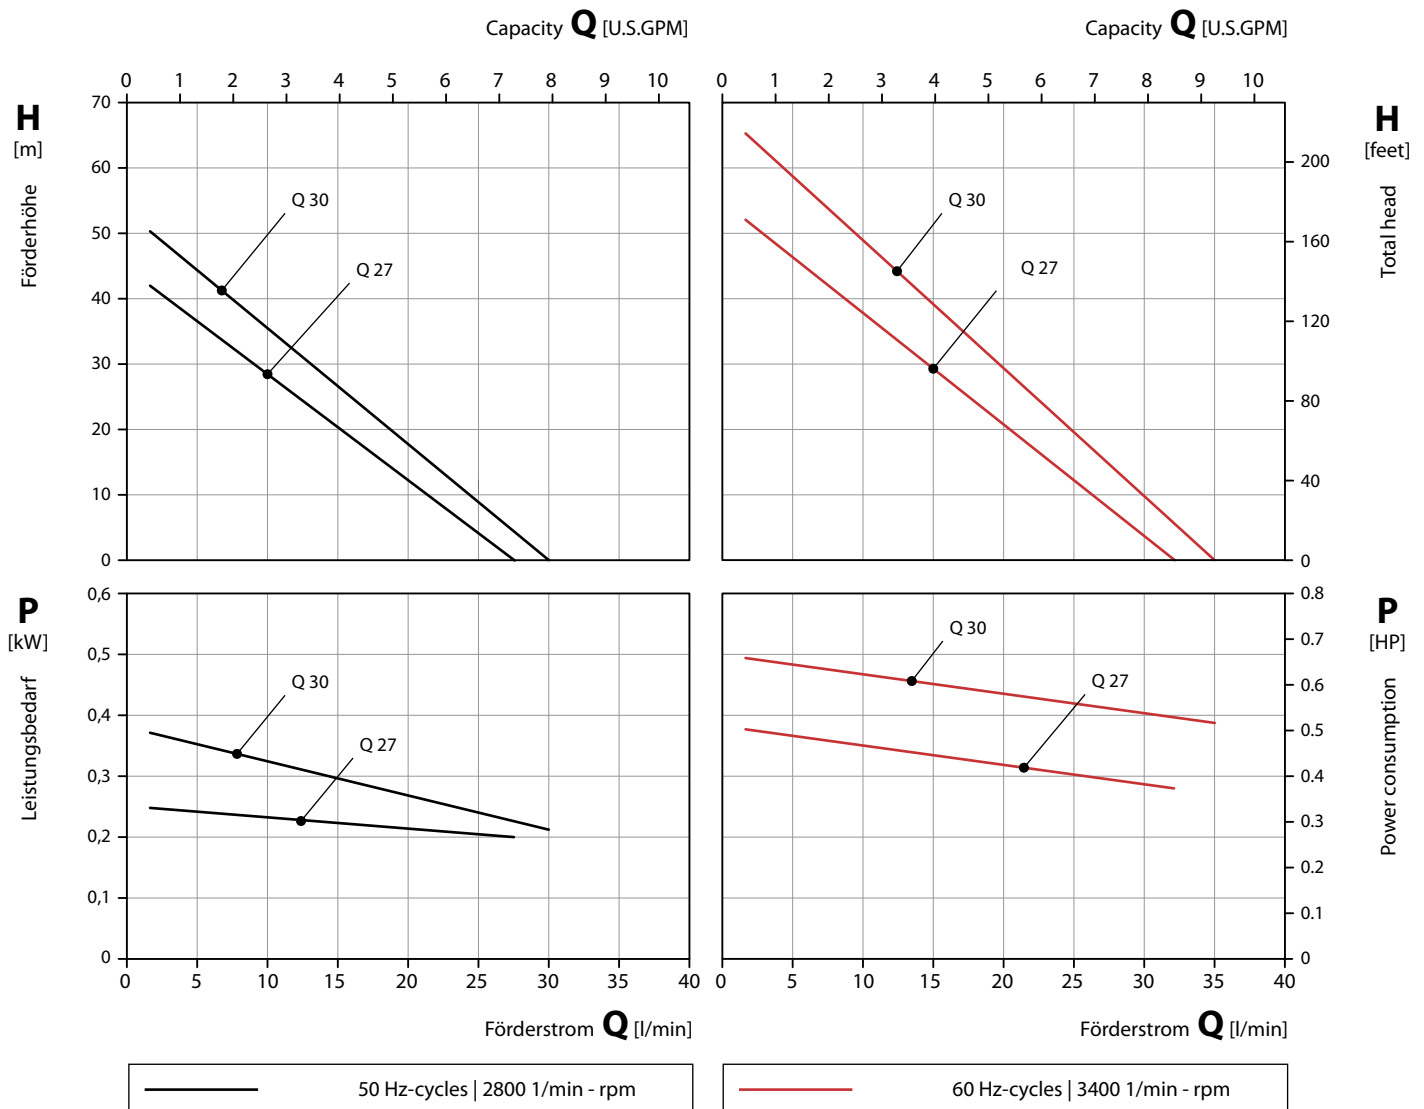 Capacity Q [U.S.GPM]
Capacity Q [U.S.GPM]
0 1 2 3 4 5 6 7 8 9 10
0 1 2 3 4 5 6 7 8 9 10
H
[m]
Förderhöhe
70
60
50
40
30
20
10
0
Q 30
Q 27
Q 30
Q 27
H
[feet]
Total head
200
160
120
80
40
0
P
[kW]
Leistungsbedarf
0,6
0,5
0,4
0,3
0,2
0,1
0
Q 30
Q 27
Q 30
Q 27
P
[HP]
Power consumption
0.8
0.7
0.6
0.5
0.4
0.3
0.2
0.1
0
0 5 10 15 20 25 30 35 40
0 5 10 15 20 25 30 35 40
Förderstrom Q [l/min]
Förderstrom Q [l/min]
50 Hz-cycles | 2800 1/min - rpm
60 Hz-cycles | 3400 1/min - rpm